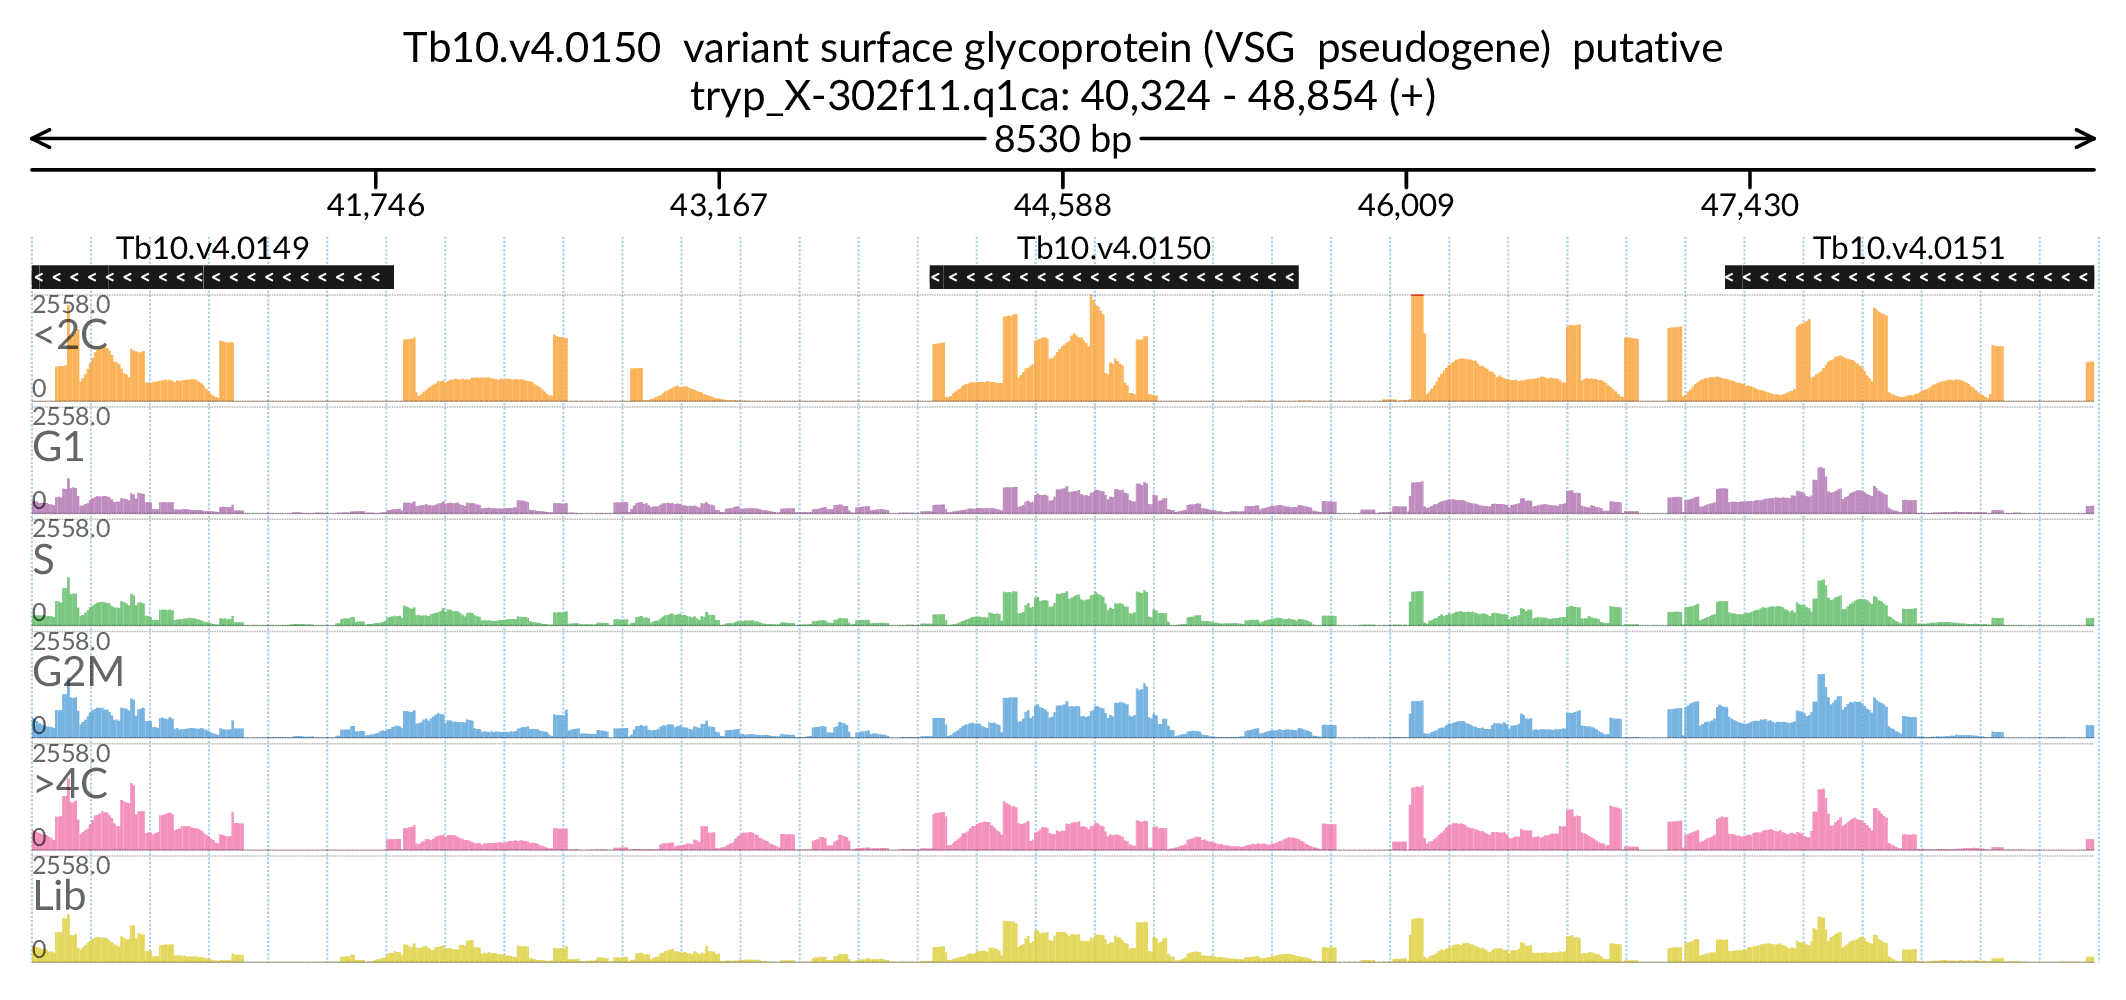 Tb10.v4.0150 variant surface glycoprotein (VSG pseudogene) putative
tryp_X-302f11.q1ca: 40,324 - 48,854 (+)
8530 bp
41,746 43,167 44,588 46,009 47,430
Tb10.v4.0149 Tb10.v4.0150 Tb10.v4.0151
2558.0
<2C
0
2558.0
G1
0
2558.0
S
0
2558.0
G2M
0
2558.0
>4C
0
2558.0
Lib
0